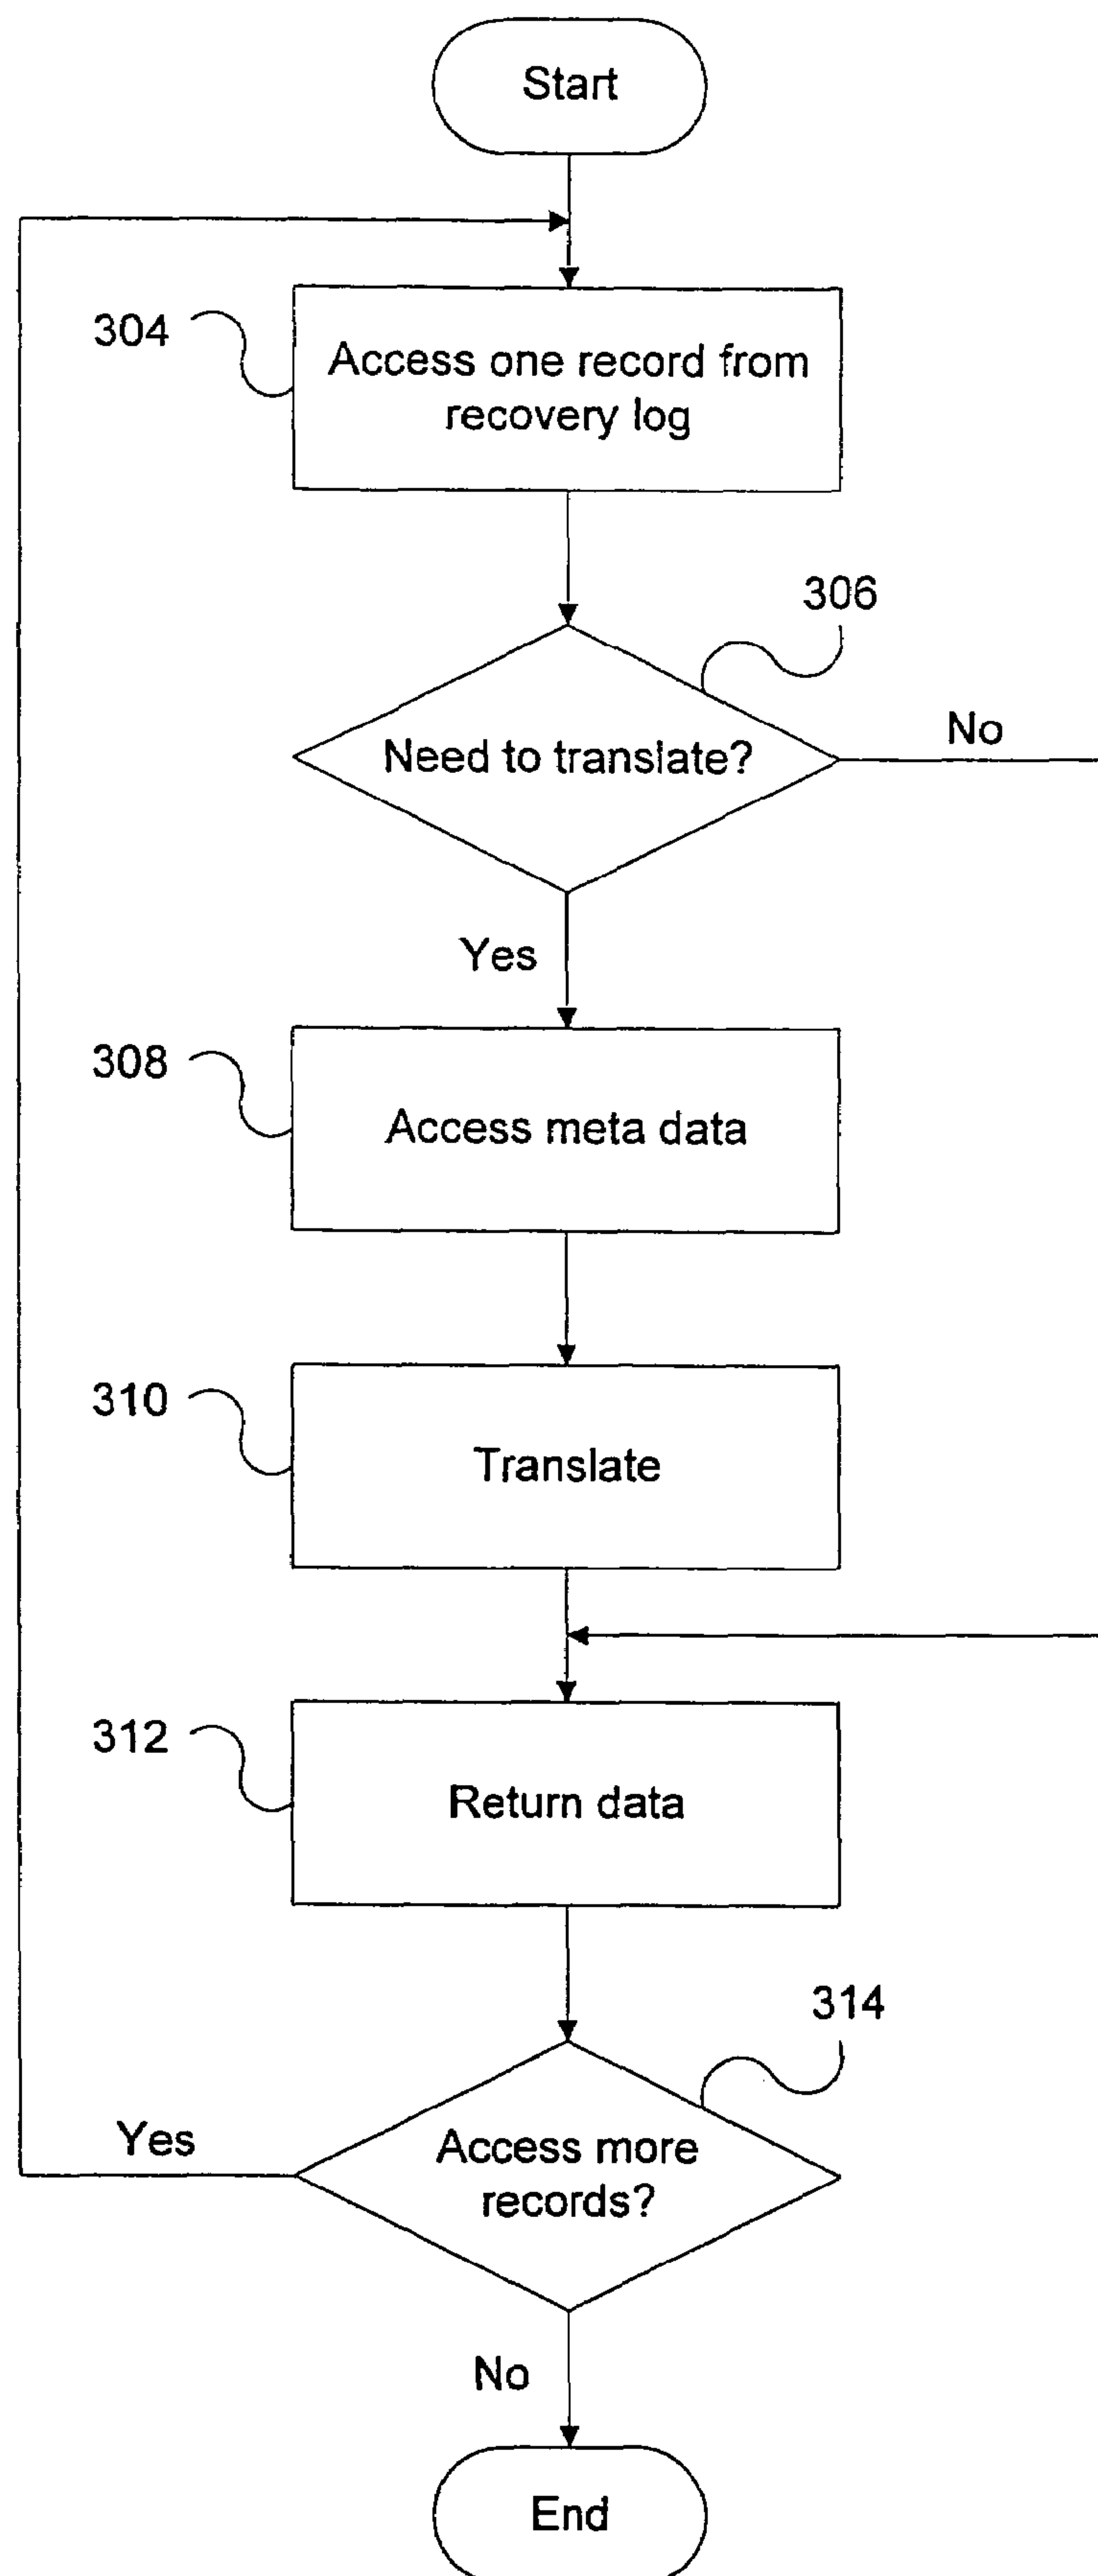 Start
304
Access one record from
recovery log
306
Need to translate?
No
Yes
308
Access meta data
310
Translate
312
Return data
314
Access more
records?
Yes
No
End